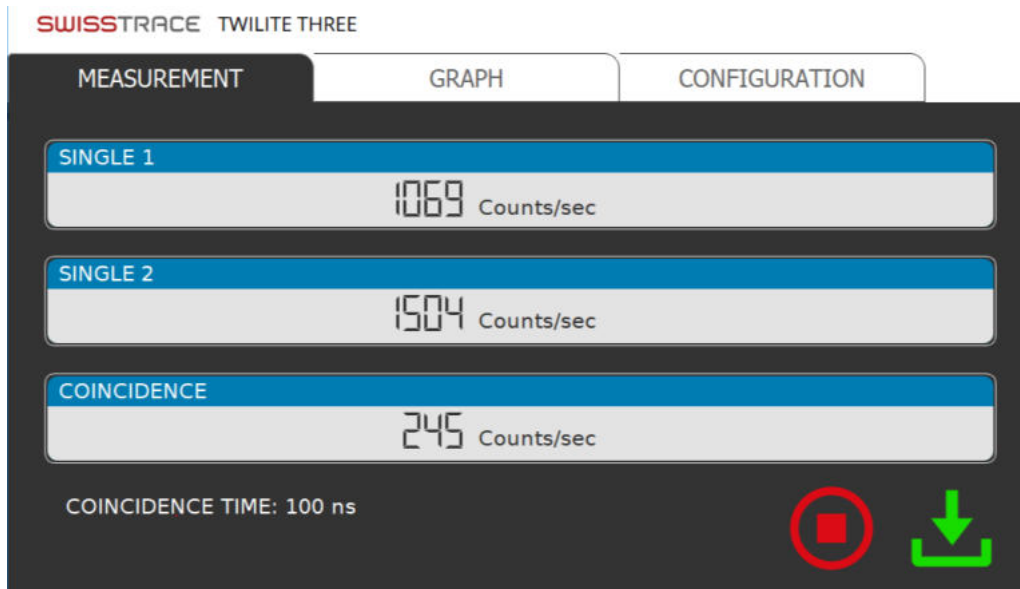 SWISSTRACE TWILITE THREE
MEASUREMENT GRAPH CONFIGURATION
SINGLE 1
1069 Counts/sec
SINGLE 2
1504 Counts/sec
COINCIDENCE
245 Counts/sec
COINCIDENCE TIME: 100 ns